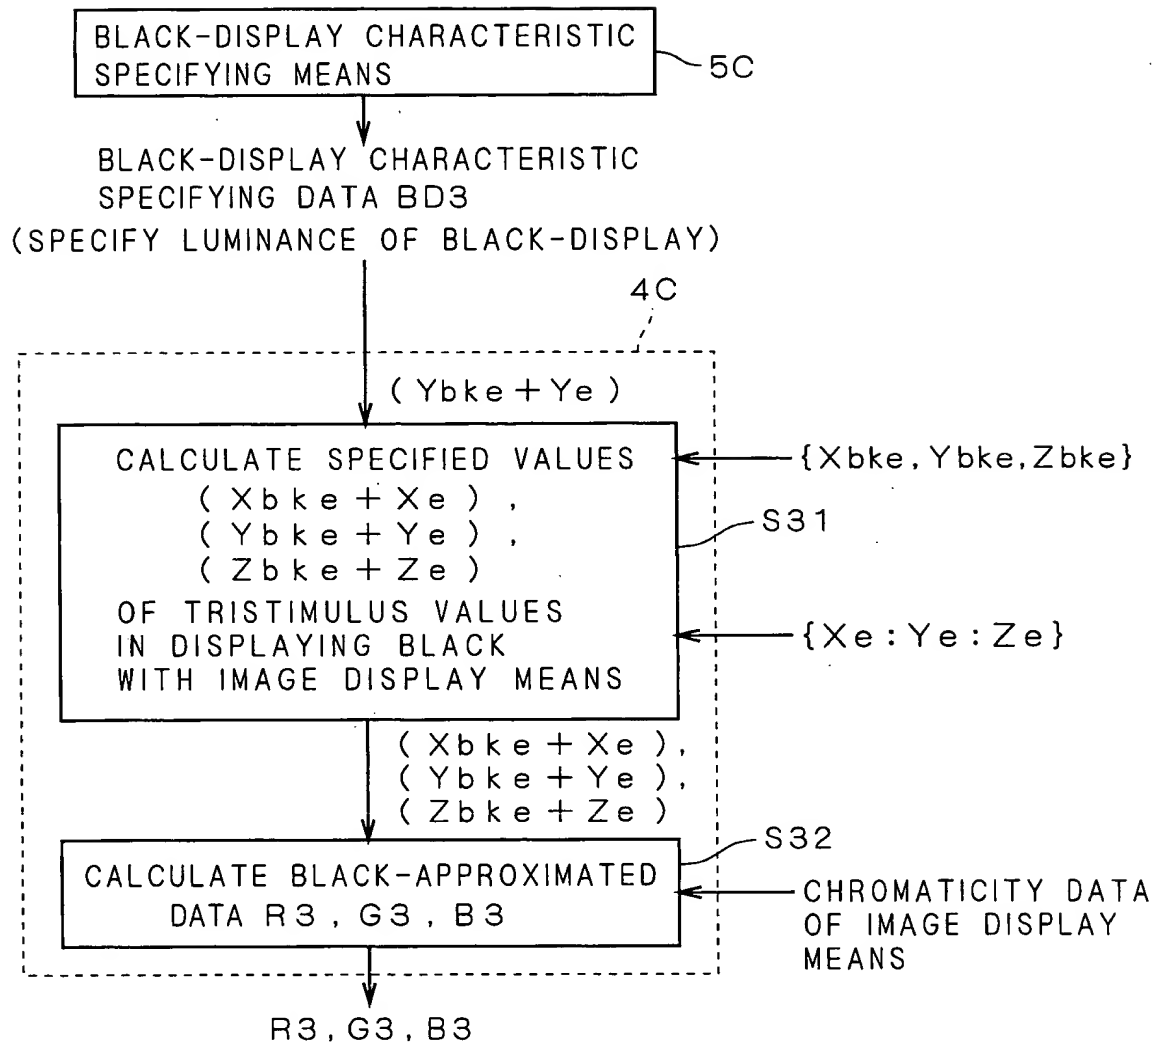 BLACK-DISPLAY CHARACTERISTIC
SPECIFYING MEANS
5C
BLACK-DISPLAY CHARACTERISTIC
SPECIFYING DATA BD3
(SPECIFY LUMINANCE OF BLACK-DISPLAY)
4C
(Ybke+Ye)
CALCULATE SPECIFIED VALUES
(Xbke+Xe),
(Ybke+Ye),
(Zbke+Ze)
OF TRISTIMULUS VALUES
IN DISPLAYING BLACK
WITH IMAGE DISPLAY MEANS
{Xbke,Ybke,Zbke}
S31
{Xe:Ye:Ze}
(Xbke+Xe),
(Ybke+Ye),
(Zbke+Ze)
S32
CALCULATE BLACK-APPROXIMATED
DATA R3, G3, B3
CHROMATICITY DATA
OF IMAGE DISPLAY
MEANS
R3, G3, B3